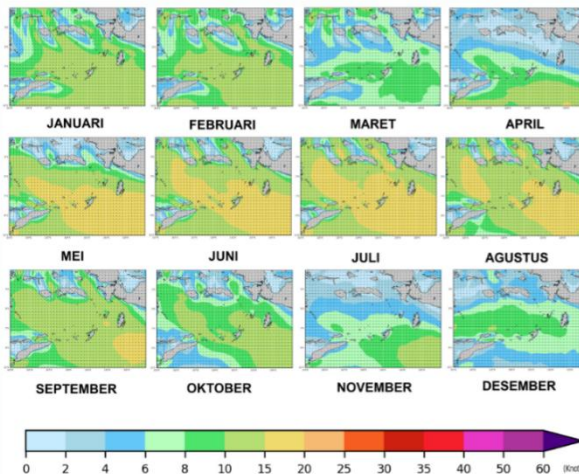 JANUARI FEBRUARI MARET APRIL
MEI JUNI JULI AGUSTUS
SEPTEMBER OKTOBER NOVEMBER DESEMBER
0 2 4 6 8 10 15 20 25 30 35 40 50 60